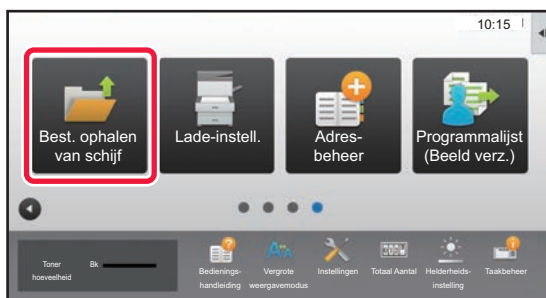 10:15
Best. ophalen
van schijf
Lade-instell.
Adres-
beheer
Programmalijst
(Beeld verz.)
Toner
hoeveelheid
Bk
Bedienings-
handleiding
Vergrote
weergavemodus
Instellingen
Totaal Aantal
Helderheids-
instelling
Taakbeheer